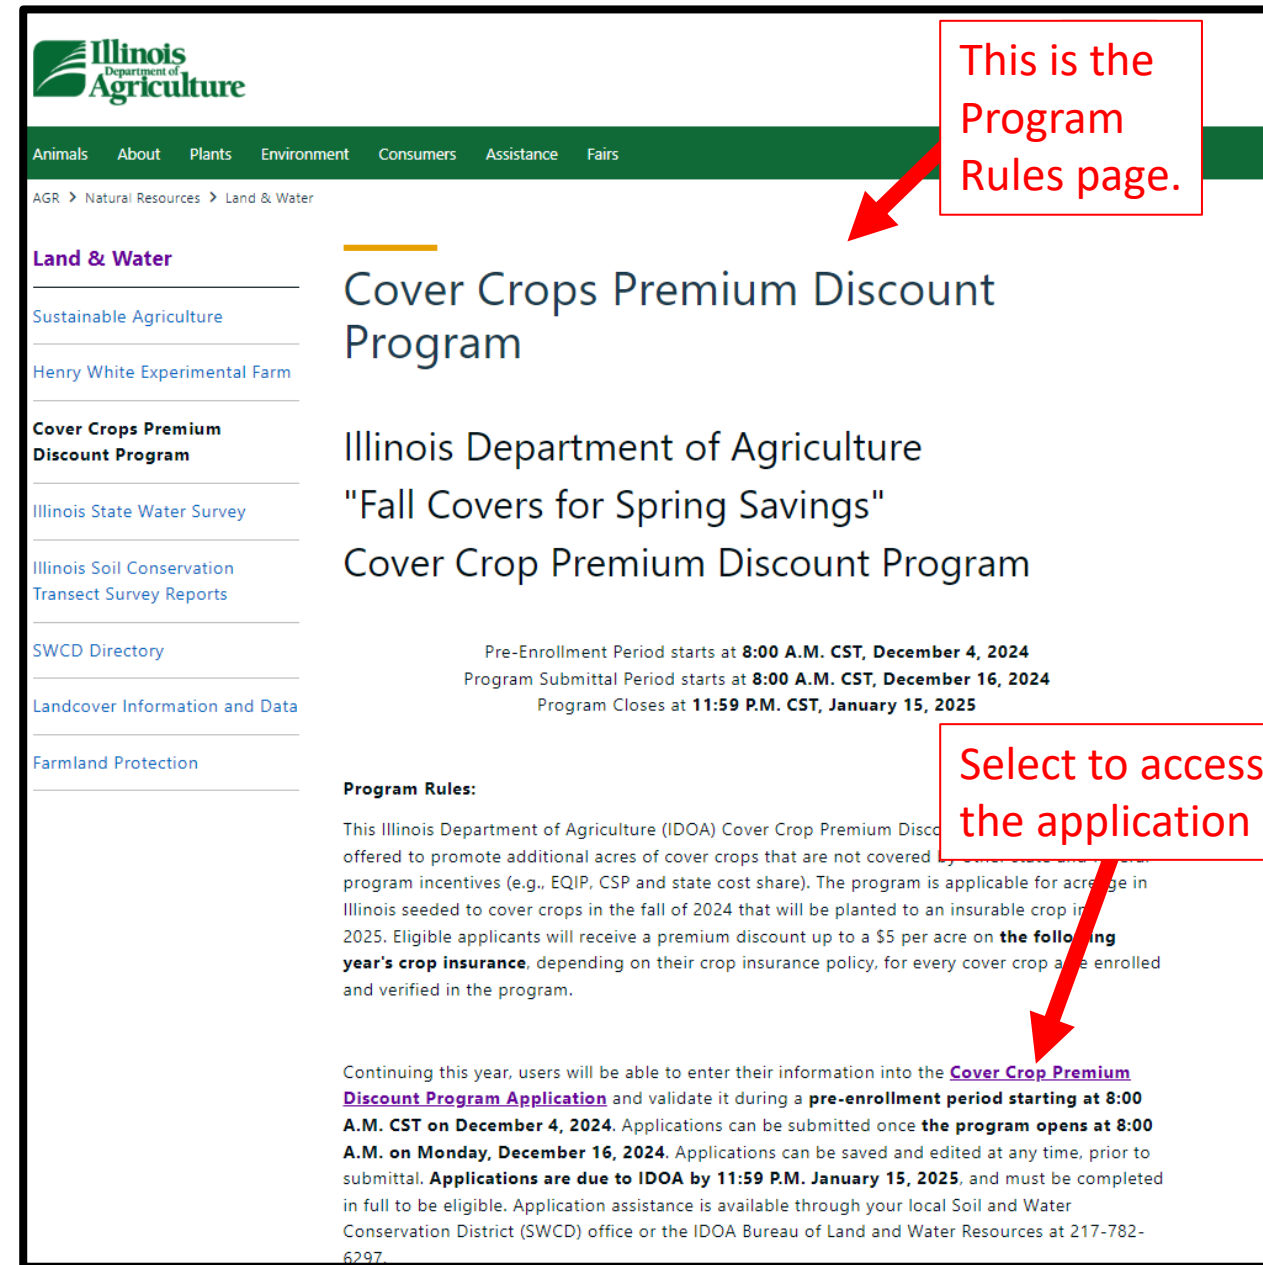 Illinois
Department of
Agriculture
This is the
Program
Rules page.
Animals About Plants Environment Consumers Assistance Fairs
AGR > Natural Resources > Land & Water
Land & Water
Sustainable Agriculture
Henry White Experimental Farm
Cover Crops Premium
Discount Program
Illinois State Water Survey
Illinois Soil Conservation
Transect Survey Reports
SWCD Directory
Landcover Information and Data
Farmland Protection
Cover Crops Premium Discount
Program
Illinois Department of Agriculture
"Fall Covers for Spring Savings"
Cover Crop Premium Discount Program
Pre-Enrollment Period starts at 8:00 A.M. CST, December 4, 2024
Program Submittal Period starts at 8:00 A.M. CST, December 16, 2024
Program Closes at 11:59 P.M. CST, January 15, 2025
Select to access
the application
Program Rules:
This Illinois Department of Agriculture (IDOA) Cover Crop Premium
offered to promote additional acres of cover crops that are not covered
program incentives (e.g., EQIP, CSP and state cost share). The program is applicable for acreage in
Illinois seeded to cover crops in the fall of 2024 that will be planted to an insurable crop in
2025. Eligible applicants will receive a premium discount up to a $5 per acre on the following
year's crop insurance, depending on their crop insurance policy, for every cover crop acre enrolled
and verified in the program.
Continuing this year, users will be able to enter their information into the Cover Crop Premium
Discount Program Application and validate it during a pre-enrollment period starting at 8:00
A.M. CST on December 4, 2024. Applications can be submitted once the program opens at 8:00
A.M. on Monday, December 16, 2024. Applications can be saved and edited at any time, prior to
submittal. Applications are due to IDOA by 11:59 P.M. January 15, 2025, and must be completed
in full to be eligible. Application assistance is available through your local Soil and Water
Conservation District (SWCD) office or the IDOA Bureau of Land and Water Resources at 217-782-
6297.